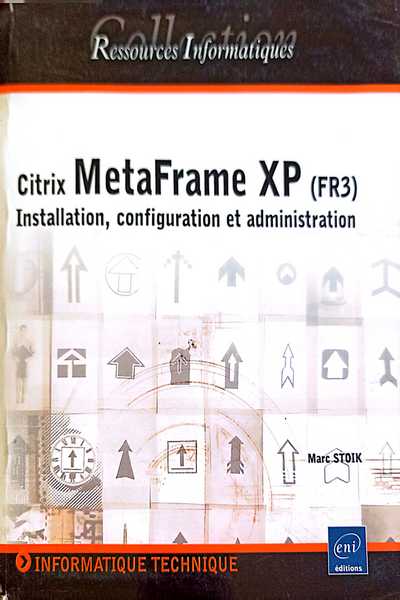 Collection
Ressources Informatiques
Citrix MetaFrame XP (FR3)
Installation, configuration et administration
Marc STOIK
INFORMATIQUE TECHNIQUE
eni
éditions